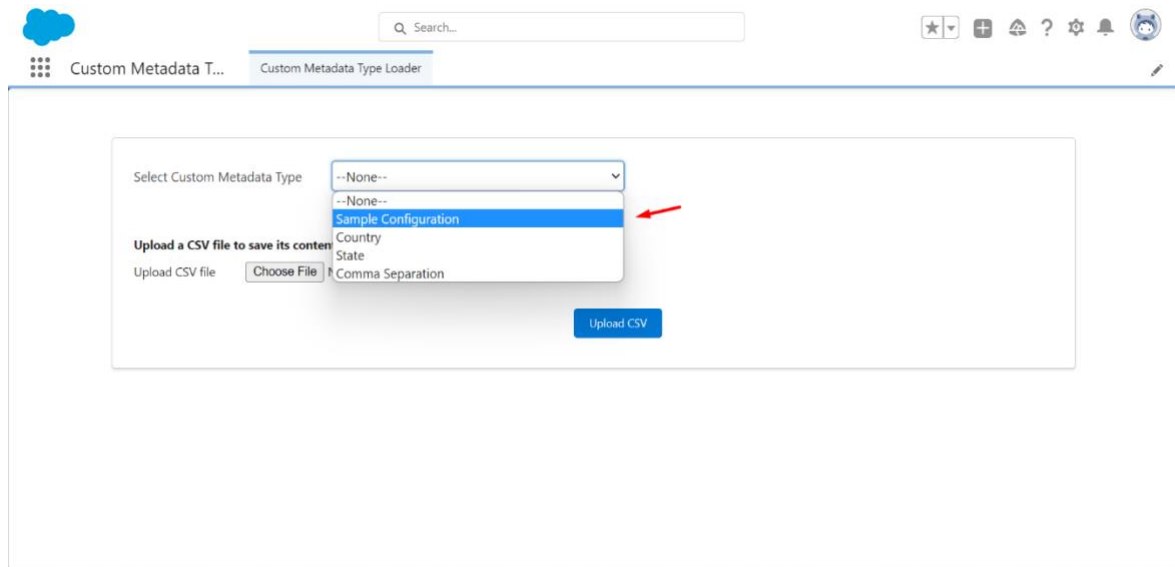 Search...
Custom Metadata T...
Custom Metadata Type Loader
Select Custom Metadata Type
--None--
--None--
Sample Configuration
Country
State
Comma Separation
Upload a CSV file to save its conten
Upload CSV file
Choose File
Upload CSV